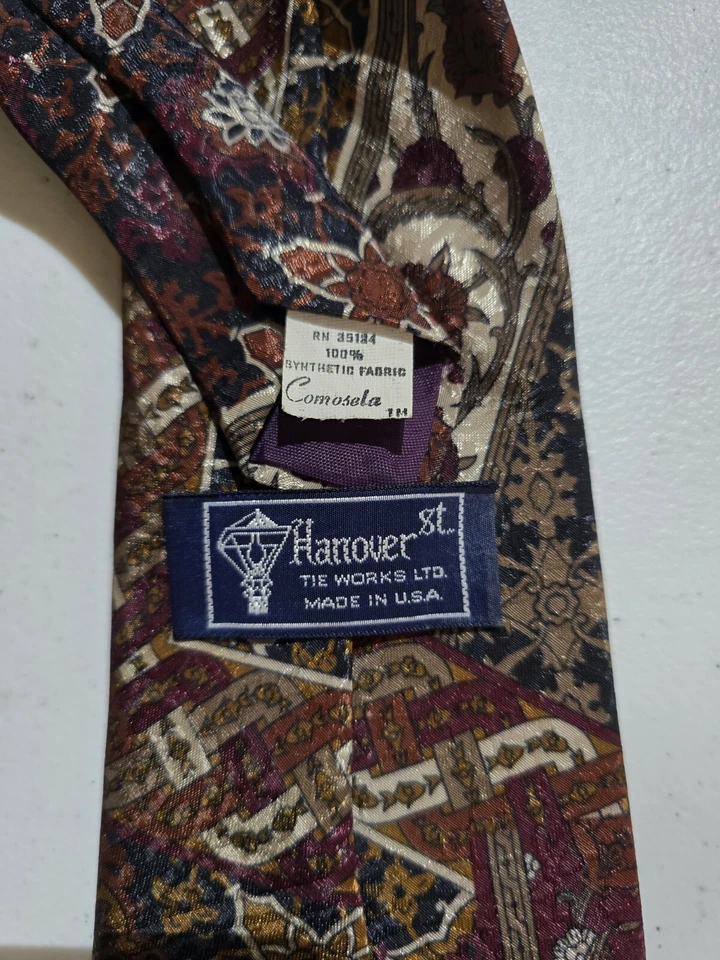 RN 35134
100%
SYNTHETIC FABRIC
Comosela TM
Hanover St.
TIE WORKS LTD.
MADE IN U.S.A.